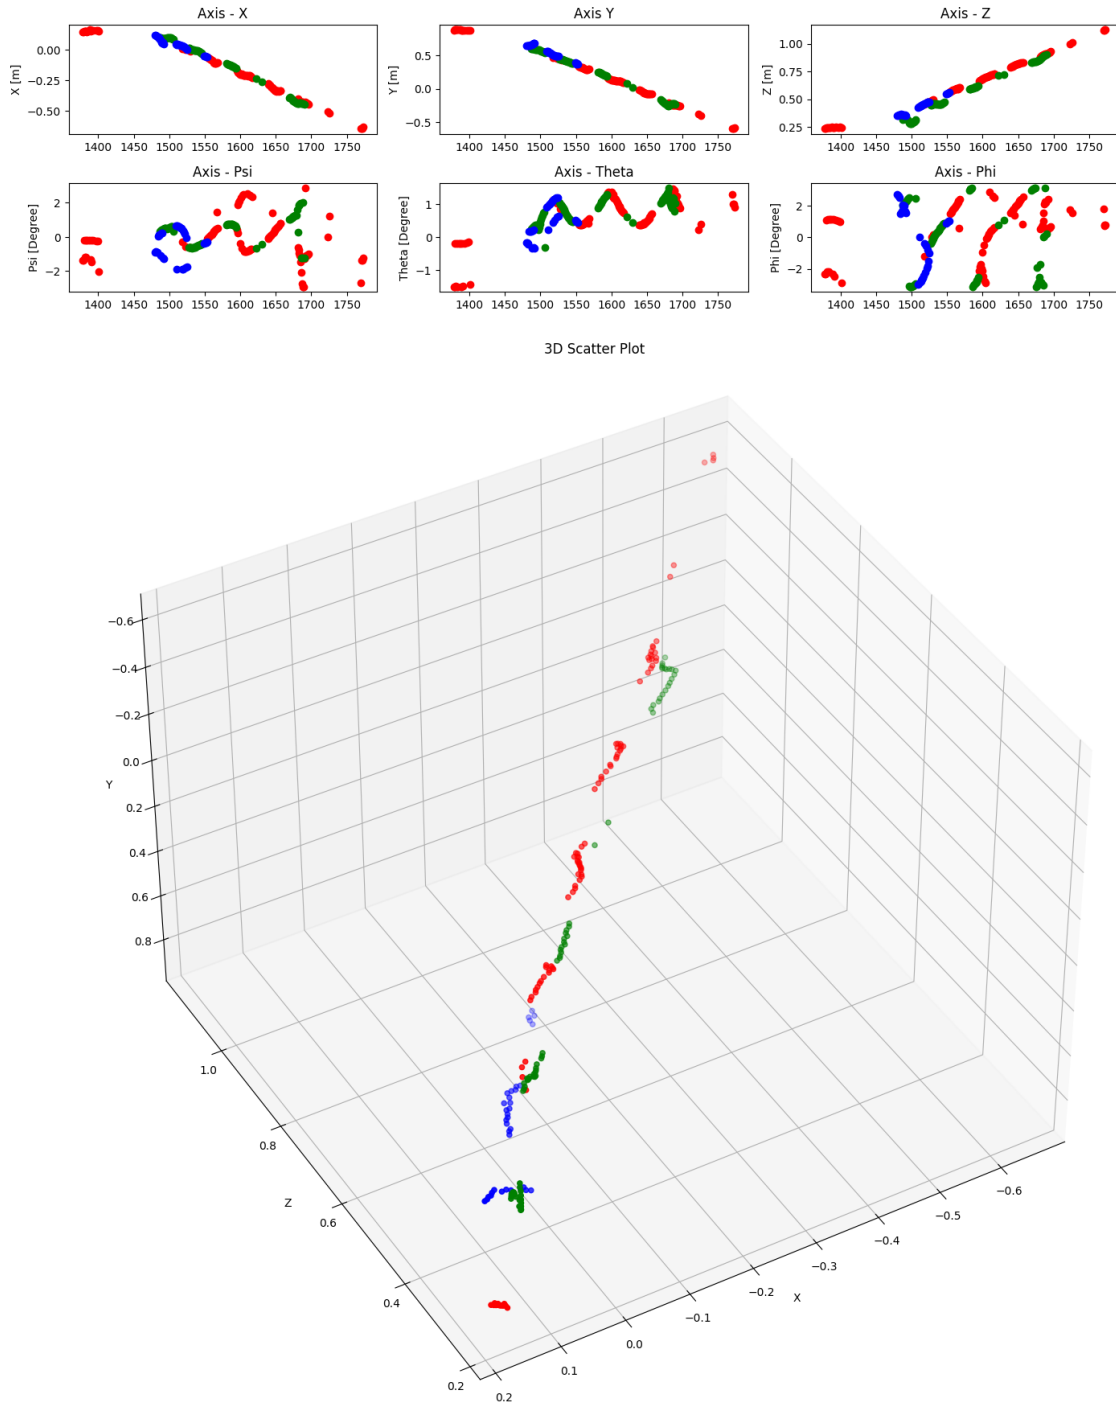 Axis - X
Axis Y
Axis - Z
X [m]
0.00
−0.25
−0.50
1400 1450 1500 1550 1600 1650 1700 1750
Y [m]
0.5
0.0
−0.5
1400 1450 1500 1550 1600 1650 1700 1750
Z [m]
1.00
0.75
0.50
0.25
1400 1450 1500 1550 1600 1650 1700 1750
Axis - Psi
Axis - Theta
Axis - Phi
Psi [Degree]
2
0
−2
1400 1450 1500 1550 1600 1650 1700 1750
Theta [Degree]
1
0
−1
1400 1450 1500 1550 1600 1650 1700 1750
Phi [Degree]
2
0
−2
1400 1450 1500 1550 1600 1650 1700 1750
3D Scatter Plot
−0.6
−0.4
−0.2
0.0
Y
0.2
0.4
0.6
0.8
1.0
0.8
Z
0.6
0.4
0.2
0.2
0.1
0.0
−0.1
−0.2
X
−0.3
−0.4
−0.5
−0.6